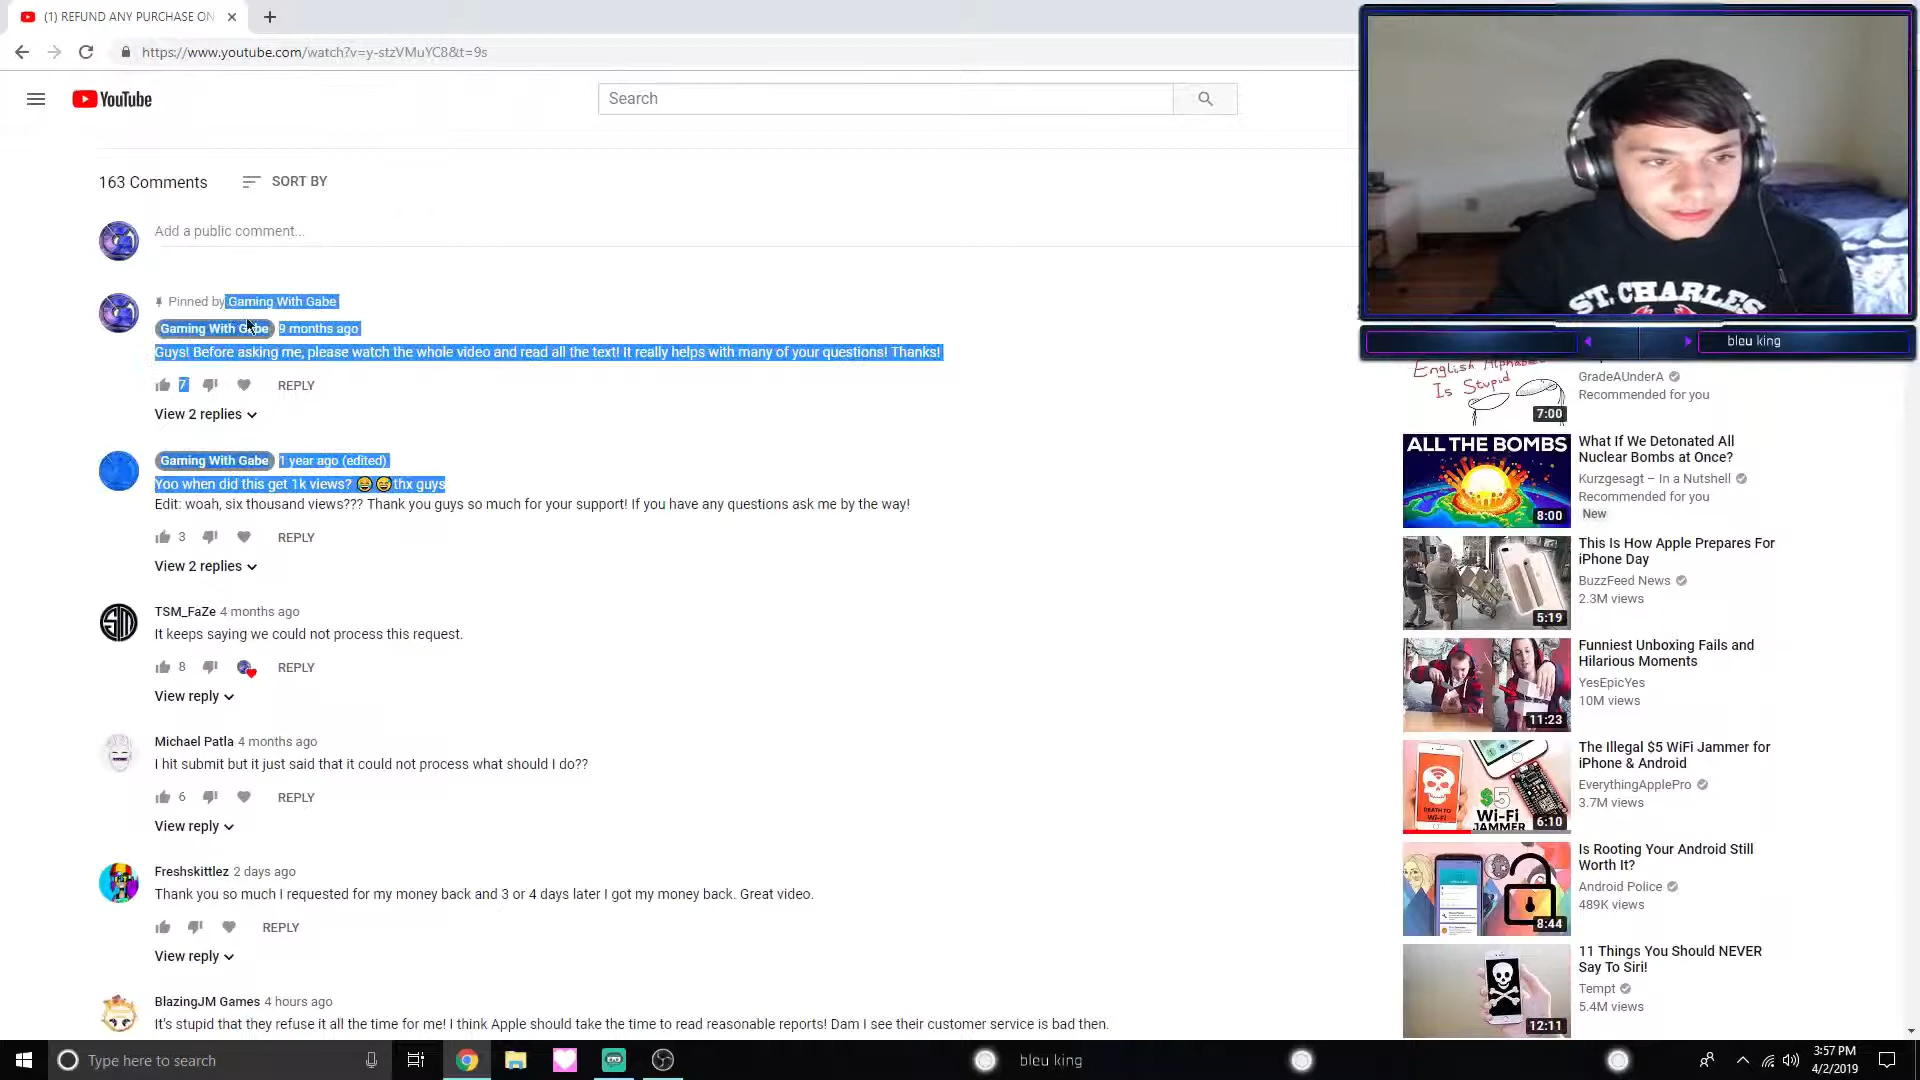 (1) REFUND ANY PURCHASE ON
https://www.youtube.com/watch?v=y-stzVMuYC8&t=9s
YouTube
Search
163 Comments
SORT BY
Add a public comment...
Pinned by Gaming With Gabe
Gaming With Gabe 9 months ago
Guys! Before asking me, please watch the whole video and read all the text! It really helps with many of your questions! Thanks!
7 REPLY
View 2 replies
Gaming With Gabe 1 year ago (edited)
Yoo when did this get 1k views? 😂😅thx guys
Edit: woah, six thousand views??? Thank you guys so much for your support! If you have any questions ask me by the way!
3 REPLY
View 2 replies
TSM_FaZe 4 months ago
It keeps saying we could not process this request.
8 REPLY
View reply
Michael Patla 4 months ago
I hit submit but it just said that it could not process what should I do??
6 REPLY
View reply
Freshskittlez 2 days ago
Thank you so much I requested for my money back and 3 or 4 days later I got my money back. Great video.
REPLY
View reply
BlazingJM Games 4 hours ago
It's stupid that they refuse it all the time for me! I think Apple should take the time to read reasonable reports! Dam I see their customer service is bad then.
ST. CHARLES
bleu king
English Alphabet
Is Stupid
7:00
GradeAUnderA
Recommended for you
ALL THE BOMBS
8:00
What If We Detonated All
Nuclear Bombs at Once?
Kurzgesagt – In a Nutshell
Recommended for you
New
5:19
This Is How Apple Prepares For
iPhone Day
BuzzFeed News
2.3M views
11:23
Funniest Unboxing Fails and
Hilarious Moments
YesEpicYes
10M views
DEATH TO
Wi-Fi
$5
Wi-Fi
JAMMER
6:10
The Illegal $5 WiFi Jammer for
iPhone & Android
EverythingApplePro
3.7M views
8:44
Is Rooting Your Android Still
Worth It?
Android Police
489K views
12:11
11 Things You Should NEVER
Say To Siri!
Tempt
5.4M views
Type here to search
bleu king
3:57 PM
4/2/2019